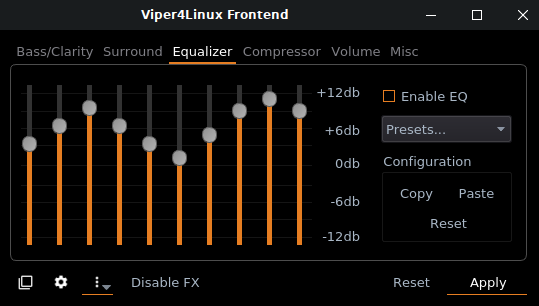 Viper4Linux Frontend
Bass/Clarity Surround Equalizer Compressor Volume Misc
+12db
+6db
0db
-6db
-12db
Enable EQ
Presets...
Configuration
Copy Paste
Reset
Disable FX Reset Apply